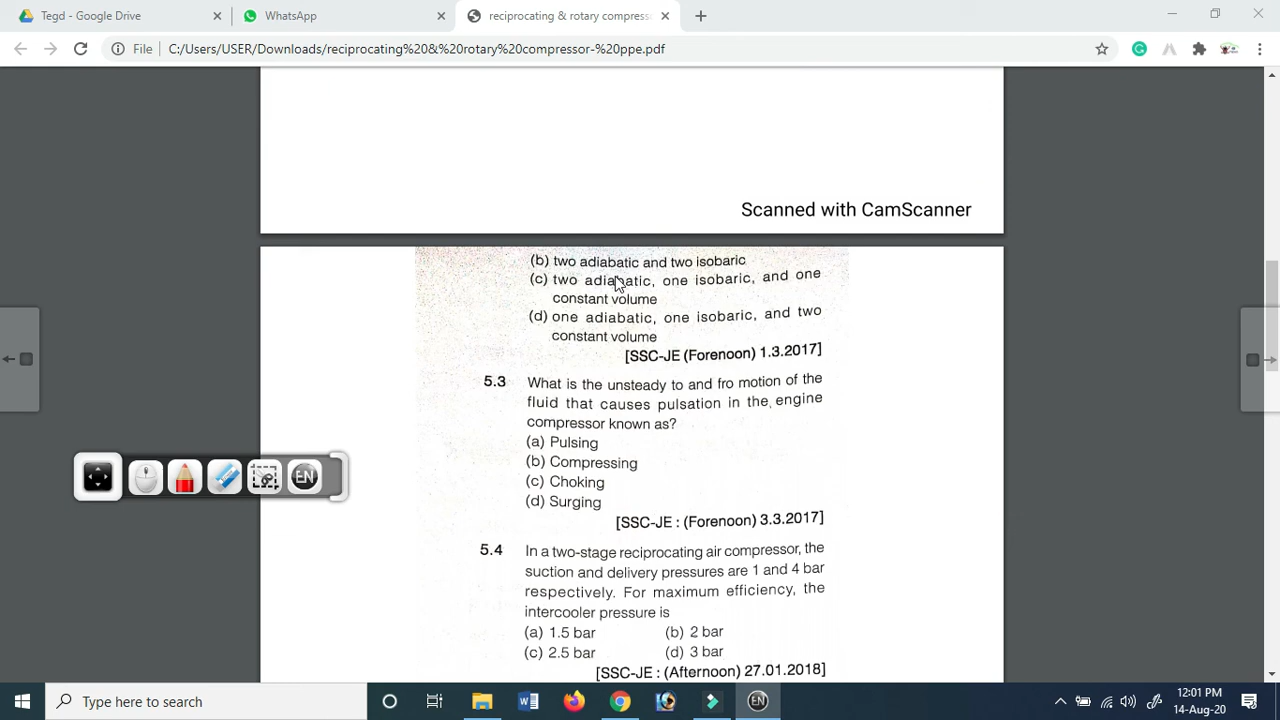 Tegd - Google Drive
WhatsApp
reciprocating & rotary compress
File C:/Users/USER/Downloads/reciprocating%20&%20rotary%20compressor-%20ppe.pdf
Scanned with CamScanner
(b) two adiabatic and two isobaric
(c) two adiabatic, one isobaric, and one
constant volume
(d) one adiabatic, one isobaric, and two
constant volume
[SSC-JE (Forenoon) 1.3.2017]
5.3 What is the unsteady to and fro motion of the
fluid that causes pulsation in the engine
compressor known as?
(a) Pulsing
(b) Compressing
(c) Choking
(d) Surging
[SSC-JE : (Forenoon) 3.3.2017]
5.4 In a two-stage reciprocating air compressor, the
suction and delivery pressures are 1 and 4 bar
respectively. For maximum efficiency, the
intercooler pressure is
(a) 1.5 bar (b) 2 bar
(c) 2.5 bar (d) 3 bar
[SSC-JE : (Afternoon) 27.01.2018]
EN
Type here to search
EN
12:01 PM
14-Aug-20